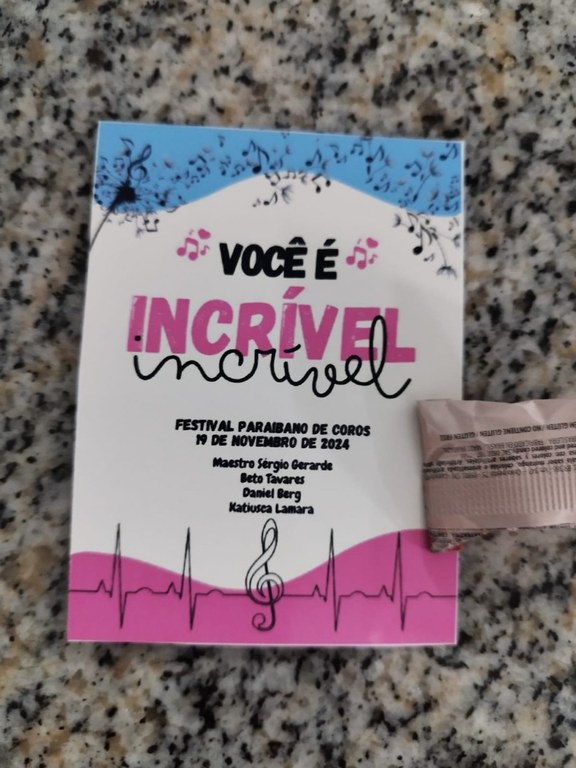 VOCÊ É
INCRÍVEL
incrível
FESTIVAL PARAIBANO DE COROS
19 DE NOVEMBRO DE 2024
Maestro Sérgio Gerarde
Beto Tavares
Daniel Berg
Katiusca Lamara